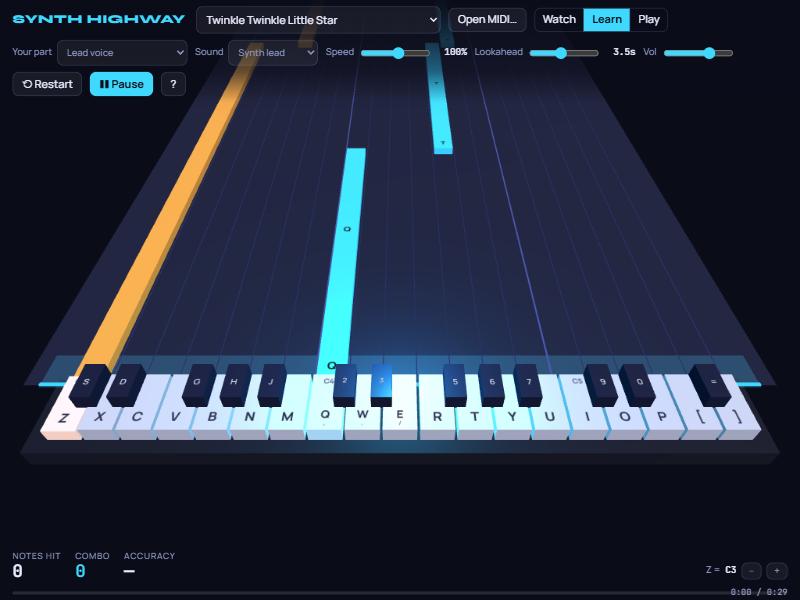 SYNTH HIGHWAY
Twinkle Twinkle Little Star
Open MIDI...
Watch
Learn
Play
Your part
Lead voice
Sound
Synth lead
Speed
100%
Lookahead
3.5s
Vol
Restart
Pause
?
Q
Q
S D G H J C4 2 3 5 6 7 C5 9 0 =
Z X C V B N M Q W E R T Y U I O P [ ]
NOTES HIT
0
COMBO
0
ACCURACY
—
Z = C3
−
+
0:00 / 0:29